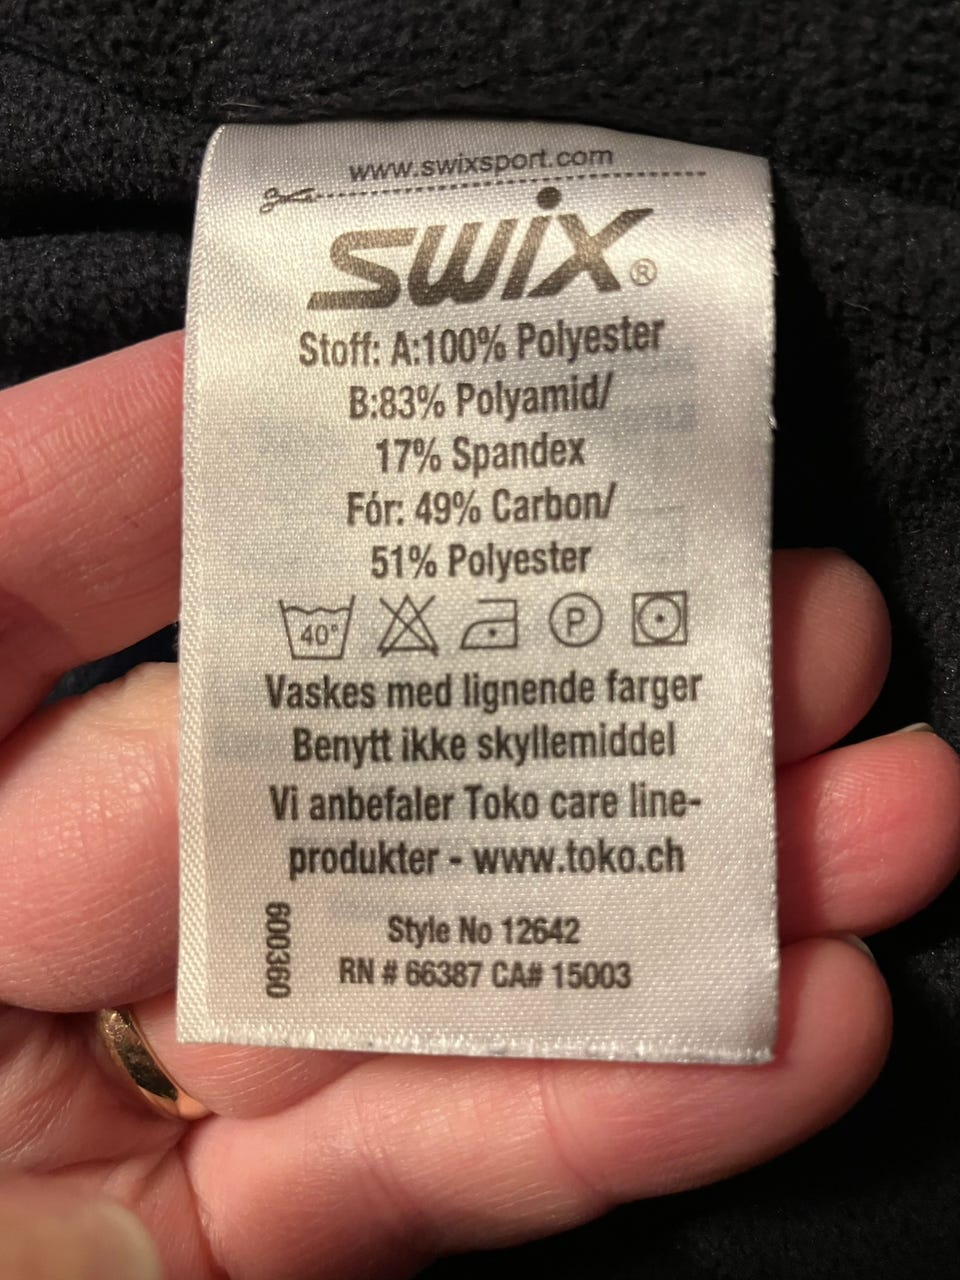 www.swixsport.com
swix®
Stoff: A:100% Polyester
B:83% Polyamid/
17% Spandex
Fór: 49% Carbon/
51% Polyester
40° P
Vaskes med lignende farger
Benytt ikke skyllemiddel
Vi anbefaler Toko care line-
produkter - www.toko.ch
600360
Style No 12642
RN # 66387 CA# 15003